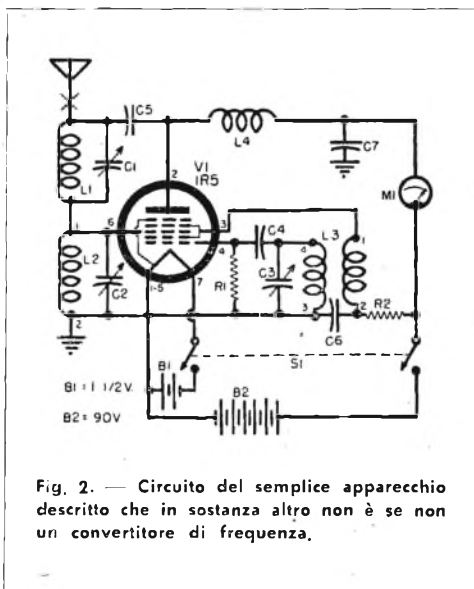 C5
L4
C7
L1
C1
V1
1R5
2
M1
6
3
4
C4
L3
1
1
L2
C2
2
1-5
7
R1
C3
4
3
C6
2
R2
S1
B1
B1 = 1 1/2 V.
B2 = 90V
B2
Fig. 2. — Circuito del semplice apparecchio
descritto che in sostanza altro non è se non
un convertitore di frequenza.